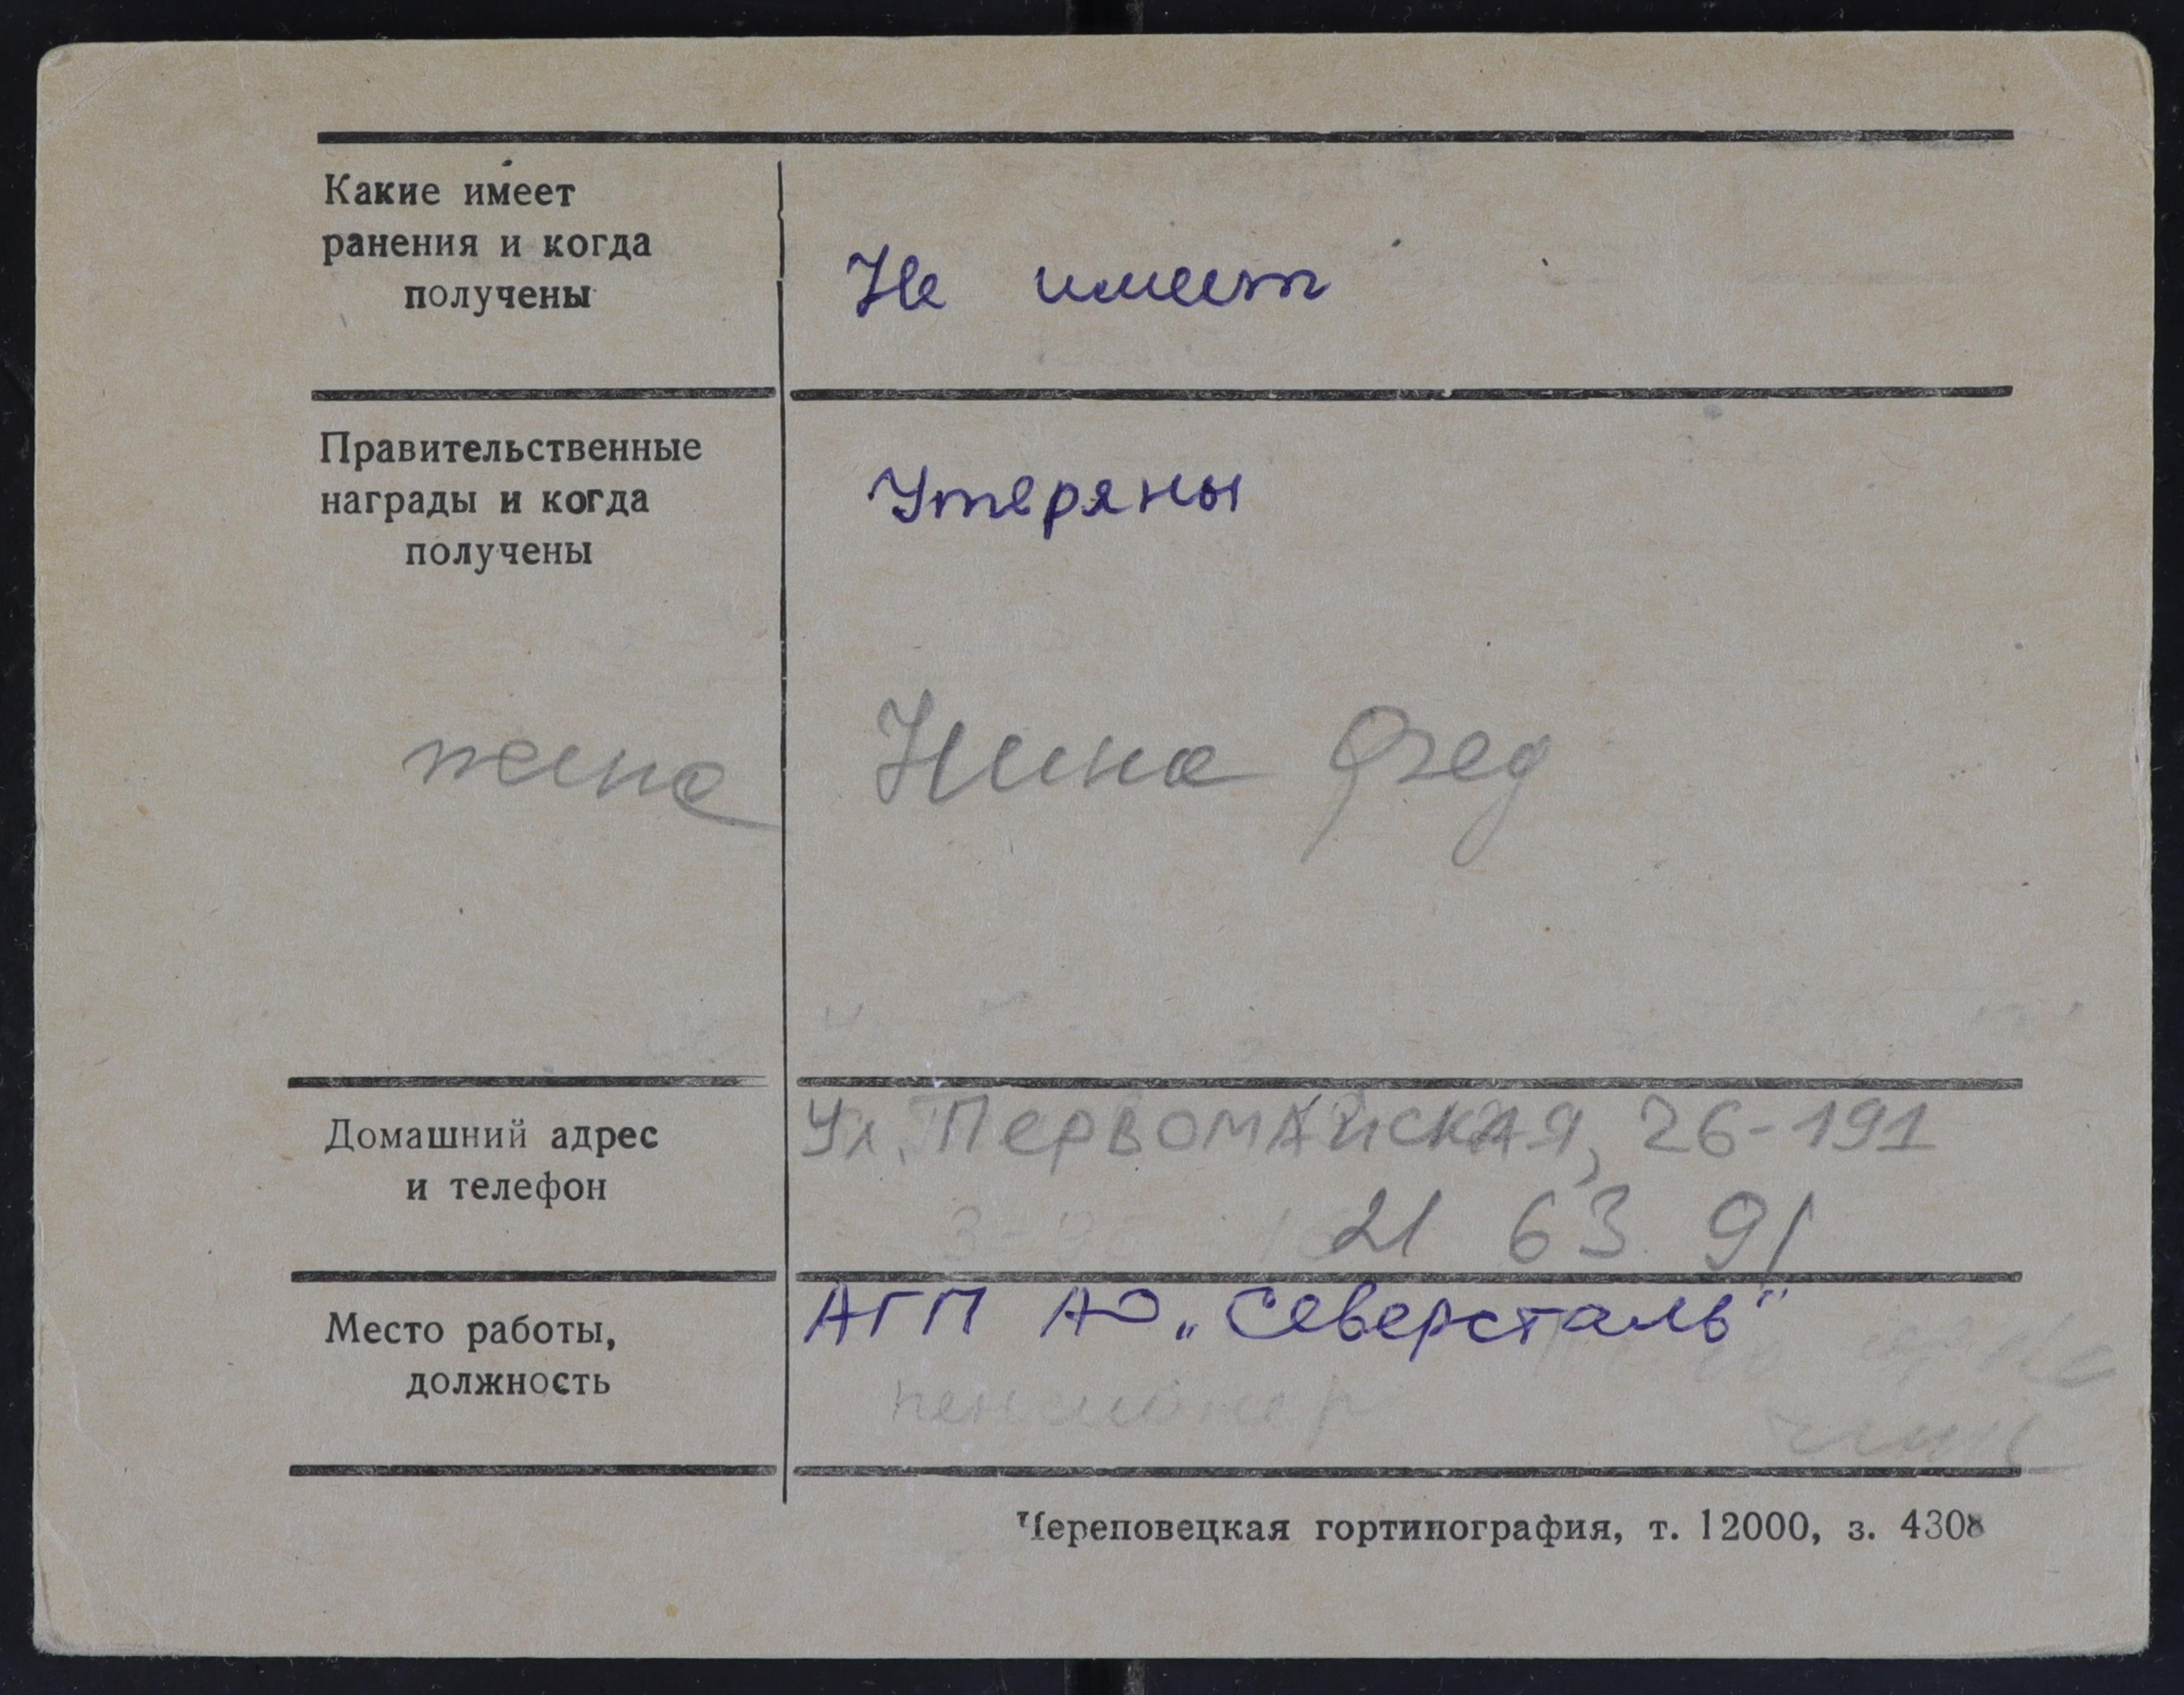 Какие имеет
ранения и когда
получены
Не имеет
Правительственные
награды и когда
получены
Утеряны
жена Нина Фед
Домашний адрес
и телефон
Ул. Первомайская, 26-191
21 63 91
Место работы,
должность
АГП АО „Северсталь"
пенсионер
Череповецкая гортипография, т. 12000, з. 4308